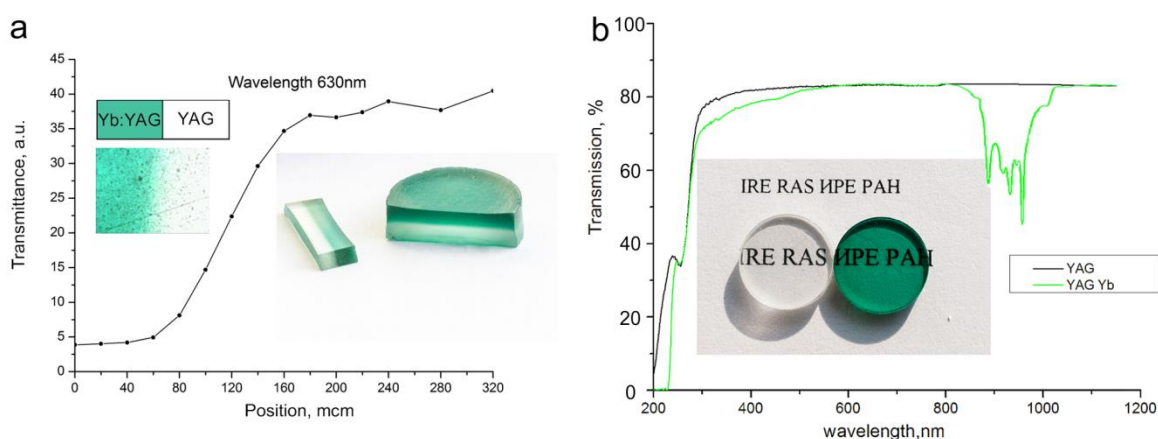 a
Wavelength 630nm
Yb:YAG YAG
Transmittance, a.u.
45
40
35
30
25
20
15
10
5
0
0 40 80 120 160 200 240 280 320
Position, mcm
b
Transmission, %
100
80
60
40
20
0
IRE RAS ИРЕ РАН
IRE RAS ИРЕ РАН
YAG
YAG Yb
200 400 600 800 1000 1200
wavelength,nm